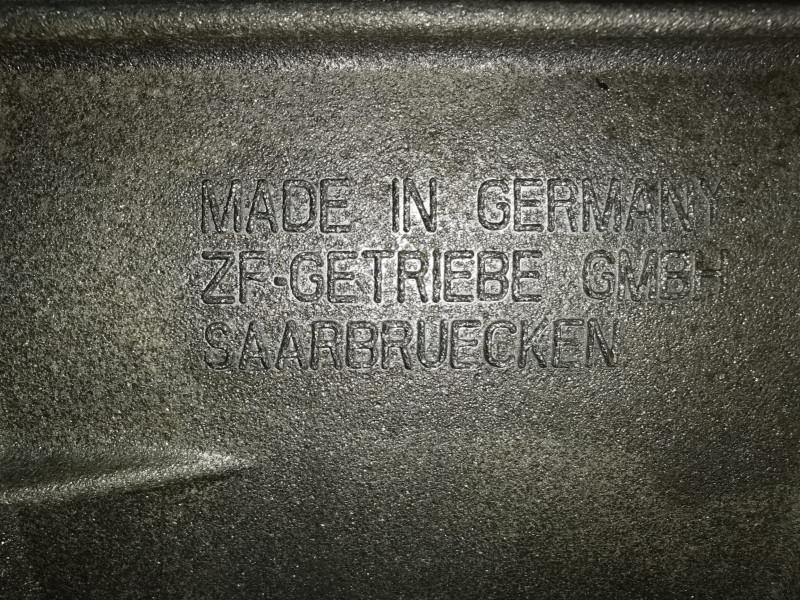 MADE IN GERMANY
ZF-GETRIEBE GMBH
SAARBRUECKEN